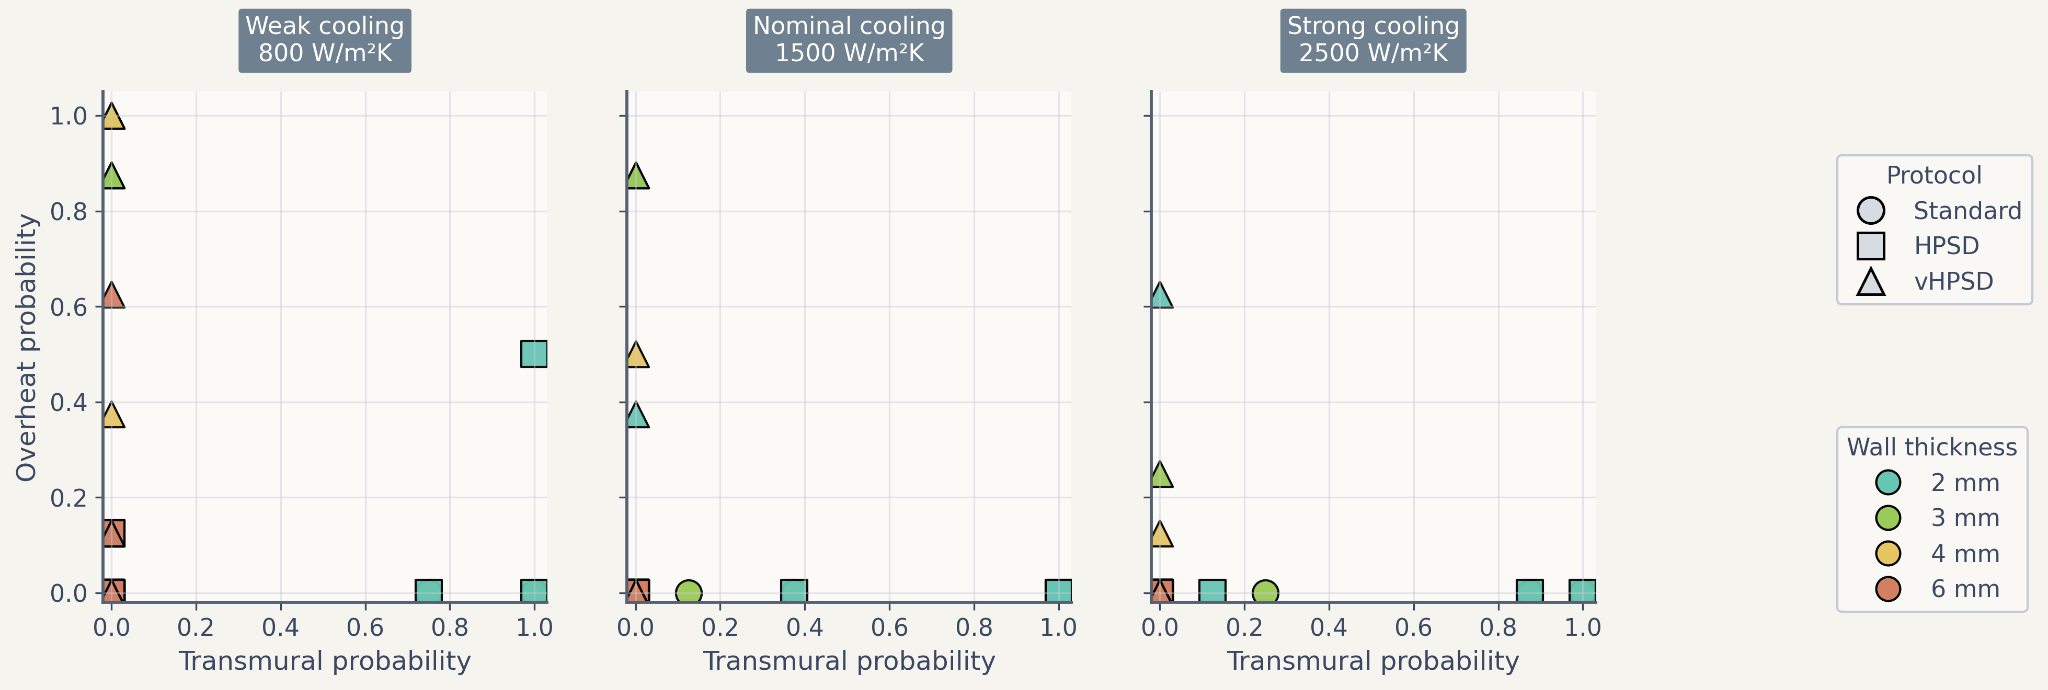 Weak cooling
800 W/m²K
Nominal cooling
1500 W/m²K
Strong cooling
2500 W/m²K
Overheat probability
1.0
0.8
0.6
0.4
0.2
0.0
0.0 0.2 0.4 0.6 0.8 1.0
0.0 0.2 0.4 0.6 0.8 1.0
0.0 0.2 0.4 0.6 0.8 1.0
Transmural probability
Transmural probability
Transmural probability
Protocol
Standard
HPSD
vHPSD
Wall thickness
2 mm
3 mm
4 mm
6 mm